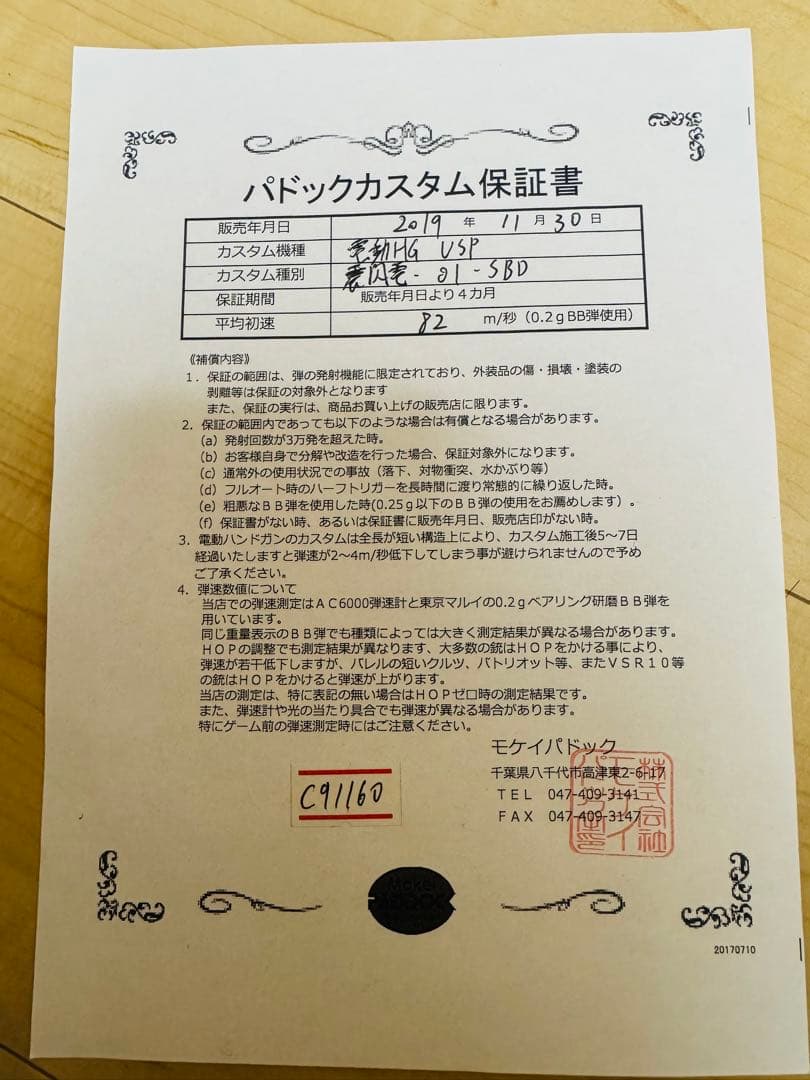 パドックカスタム保証書
販売年月日 2019 年 11 月 30 日
カスタム機種 電動HG USP
カスタム種別 震閃電-01-SBD
保証期間 販売年月日より4カ月
平均初速 82 m/秒（0.2gBB弾使用）
《補償内容》
1．保証の範囲は、弾の発射機能に限定されており、外装品の傷・損壊・塗装の
剥離等は保証の対象外となります
また、保証の実行は、商品お買い上げの販売店に限ります。
2．保証の範囲内であっても以下のような場合は有償となる場合があります。
（a）発射回数が3万発を超えた時。
（b）お客様自身で分解や改造を行った場合、保証対象外になります。
（c）通常外の使用状況での事故（落下、対物衝突、水かぶり等）
（d）フルオート時のハーフトリガーを長時間に渡り常態的に繰り返した時。
（e）粗悪なＢＢ弾を使用した時(0.25ｇ以下のＢＢ弾の使用をお薦めします）。
（f）保証書がない時、あるいは保証書に販売年月日、販売店印がない時。
3．電動ハンドガンのカスタムは全長が短い構造上により、カスタム施工後5～7日
経過いたしますと弾速が2～4m/秒低下してしまう事が避けられませんので予め
ご了承ください。
4．弾速数値について
当店での弾速測定はＡＣ6000弾速計と東京マルイの0.2ｇベアリング研磨ＢＢ弾を
用いています。
同じ重量表示のＢＢ弾でも種類によっては大きく測定結果が異なる場合があります。
ＨＯＰの調整でも測定結果が異なります、大多数の銃はＨＯＰをかける事により、
弾速が若干低下しますが、バレルの短いクルツ、パトリオット等、またＶＳＲ１０等
の銃はＨＯＰをかけると弾速が上がります。
当店の測定は、特に表記の無い場合はＨＯＰゼロ時の測定結果です。
また、弾速計や光の当たり具合でも弾速が異なる場合があります。
特にゲーム前の弾速測定時にはご注意ください。
モケイパドック
千葉県八千代市高津東2-6-17
ＴＥＬ 047-409-3141
ＦＡＸ 047-409-3147
株式会社
モケイ
パドック印
C91160
20170710